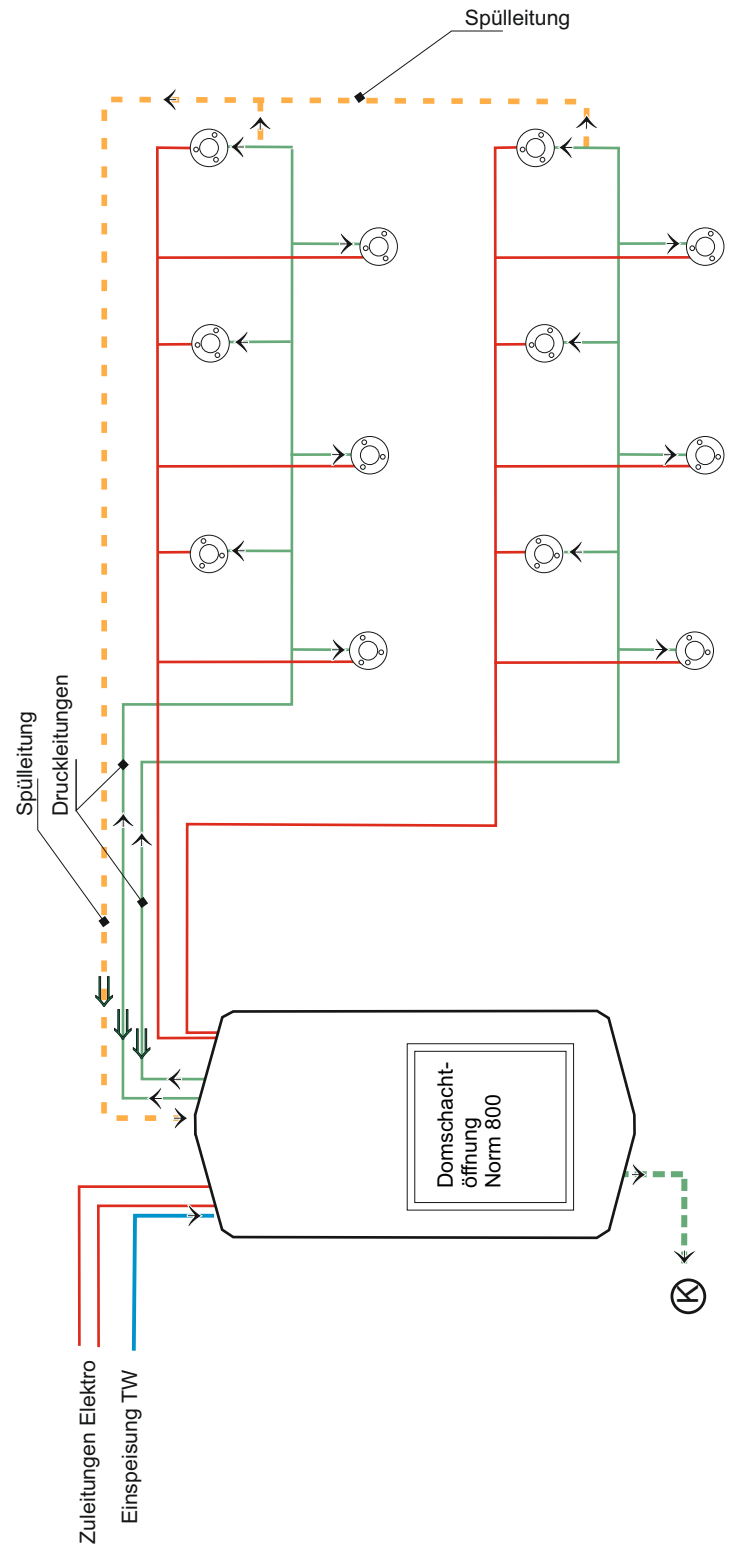 Spülleitung
Spülleitung
Druckleitungen
Domschacht-
öffnung
Norm 800
K
Zuleitungen Elektro
Einspeisung TW